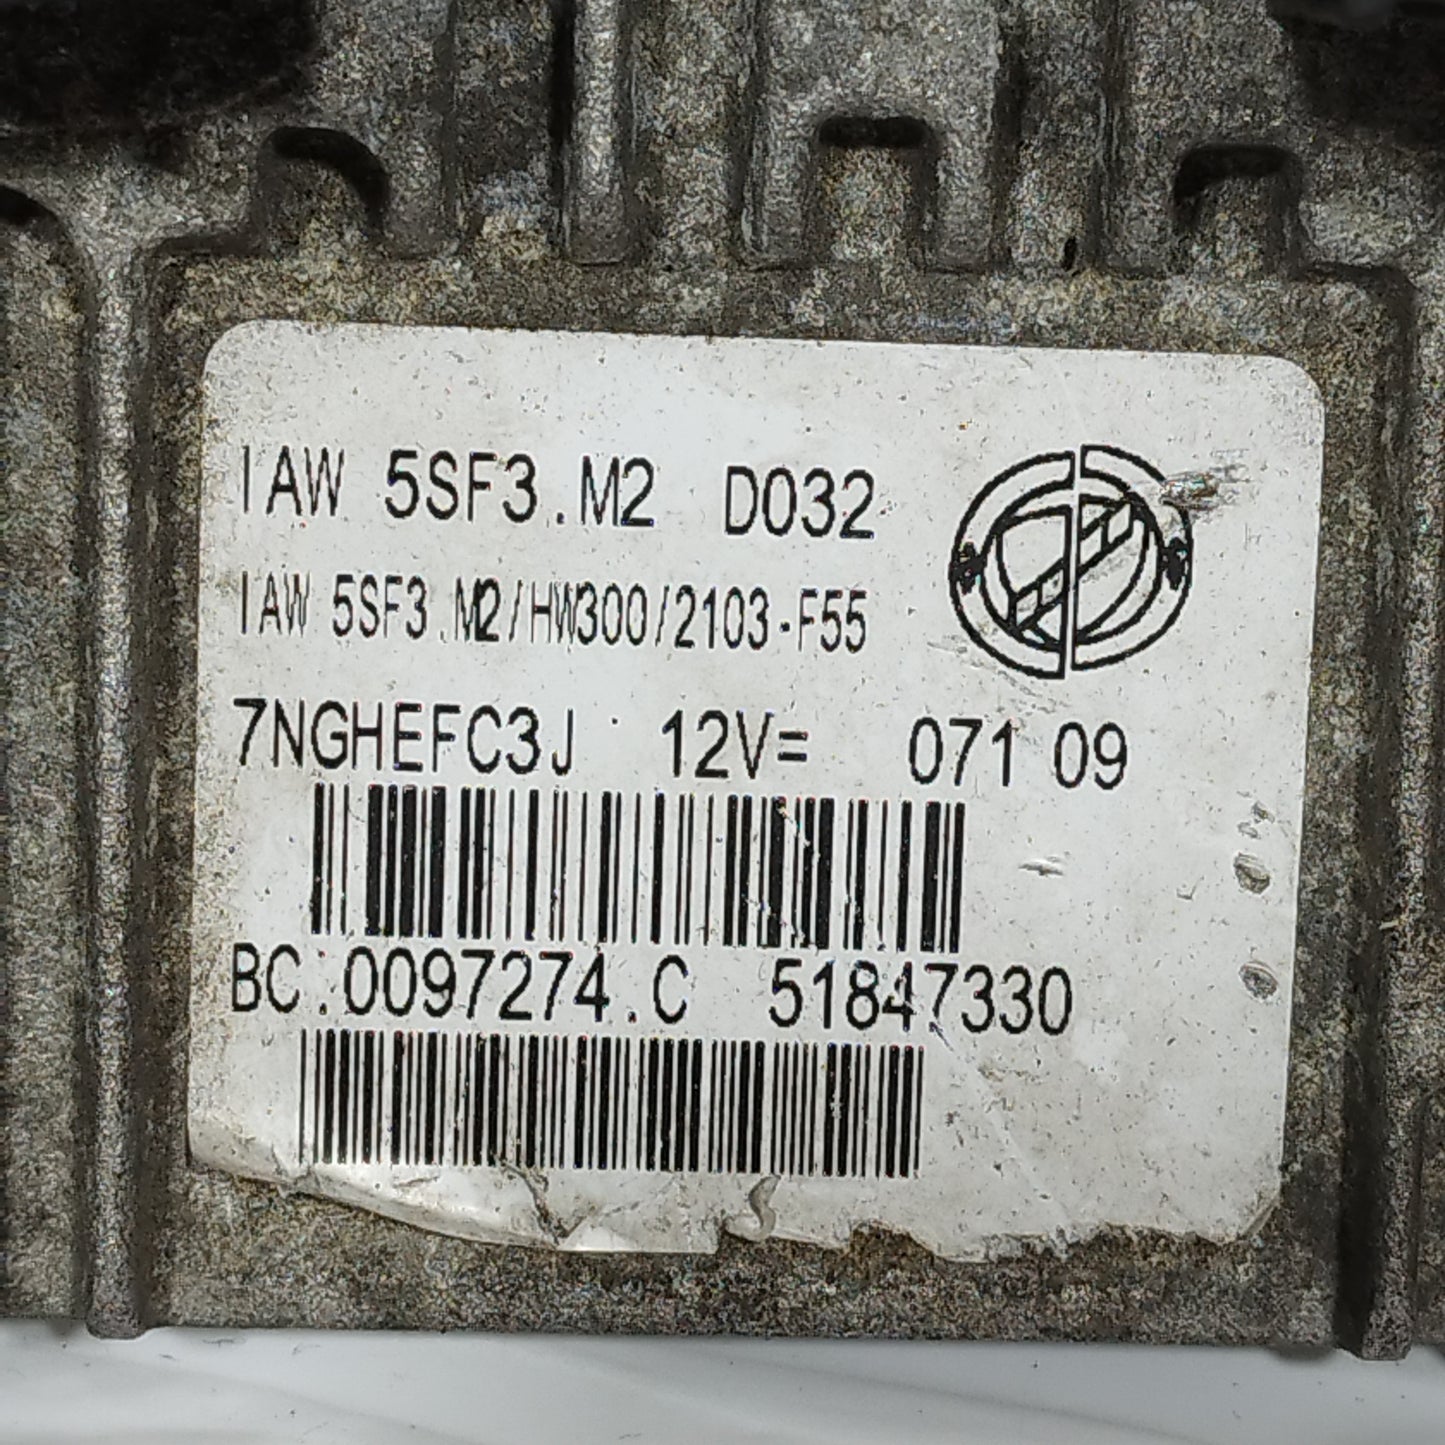 IAW 5SF3.M2 D032
IAW 5SF3.M2/HW300/2103-F55
7NGHEFC3J 12V= 071 09
BC.0097274.C 51847330